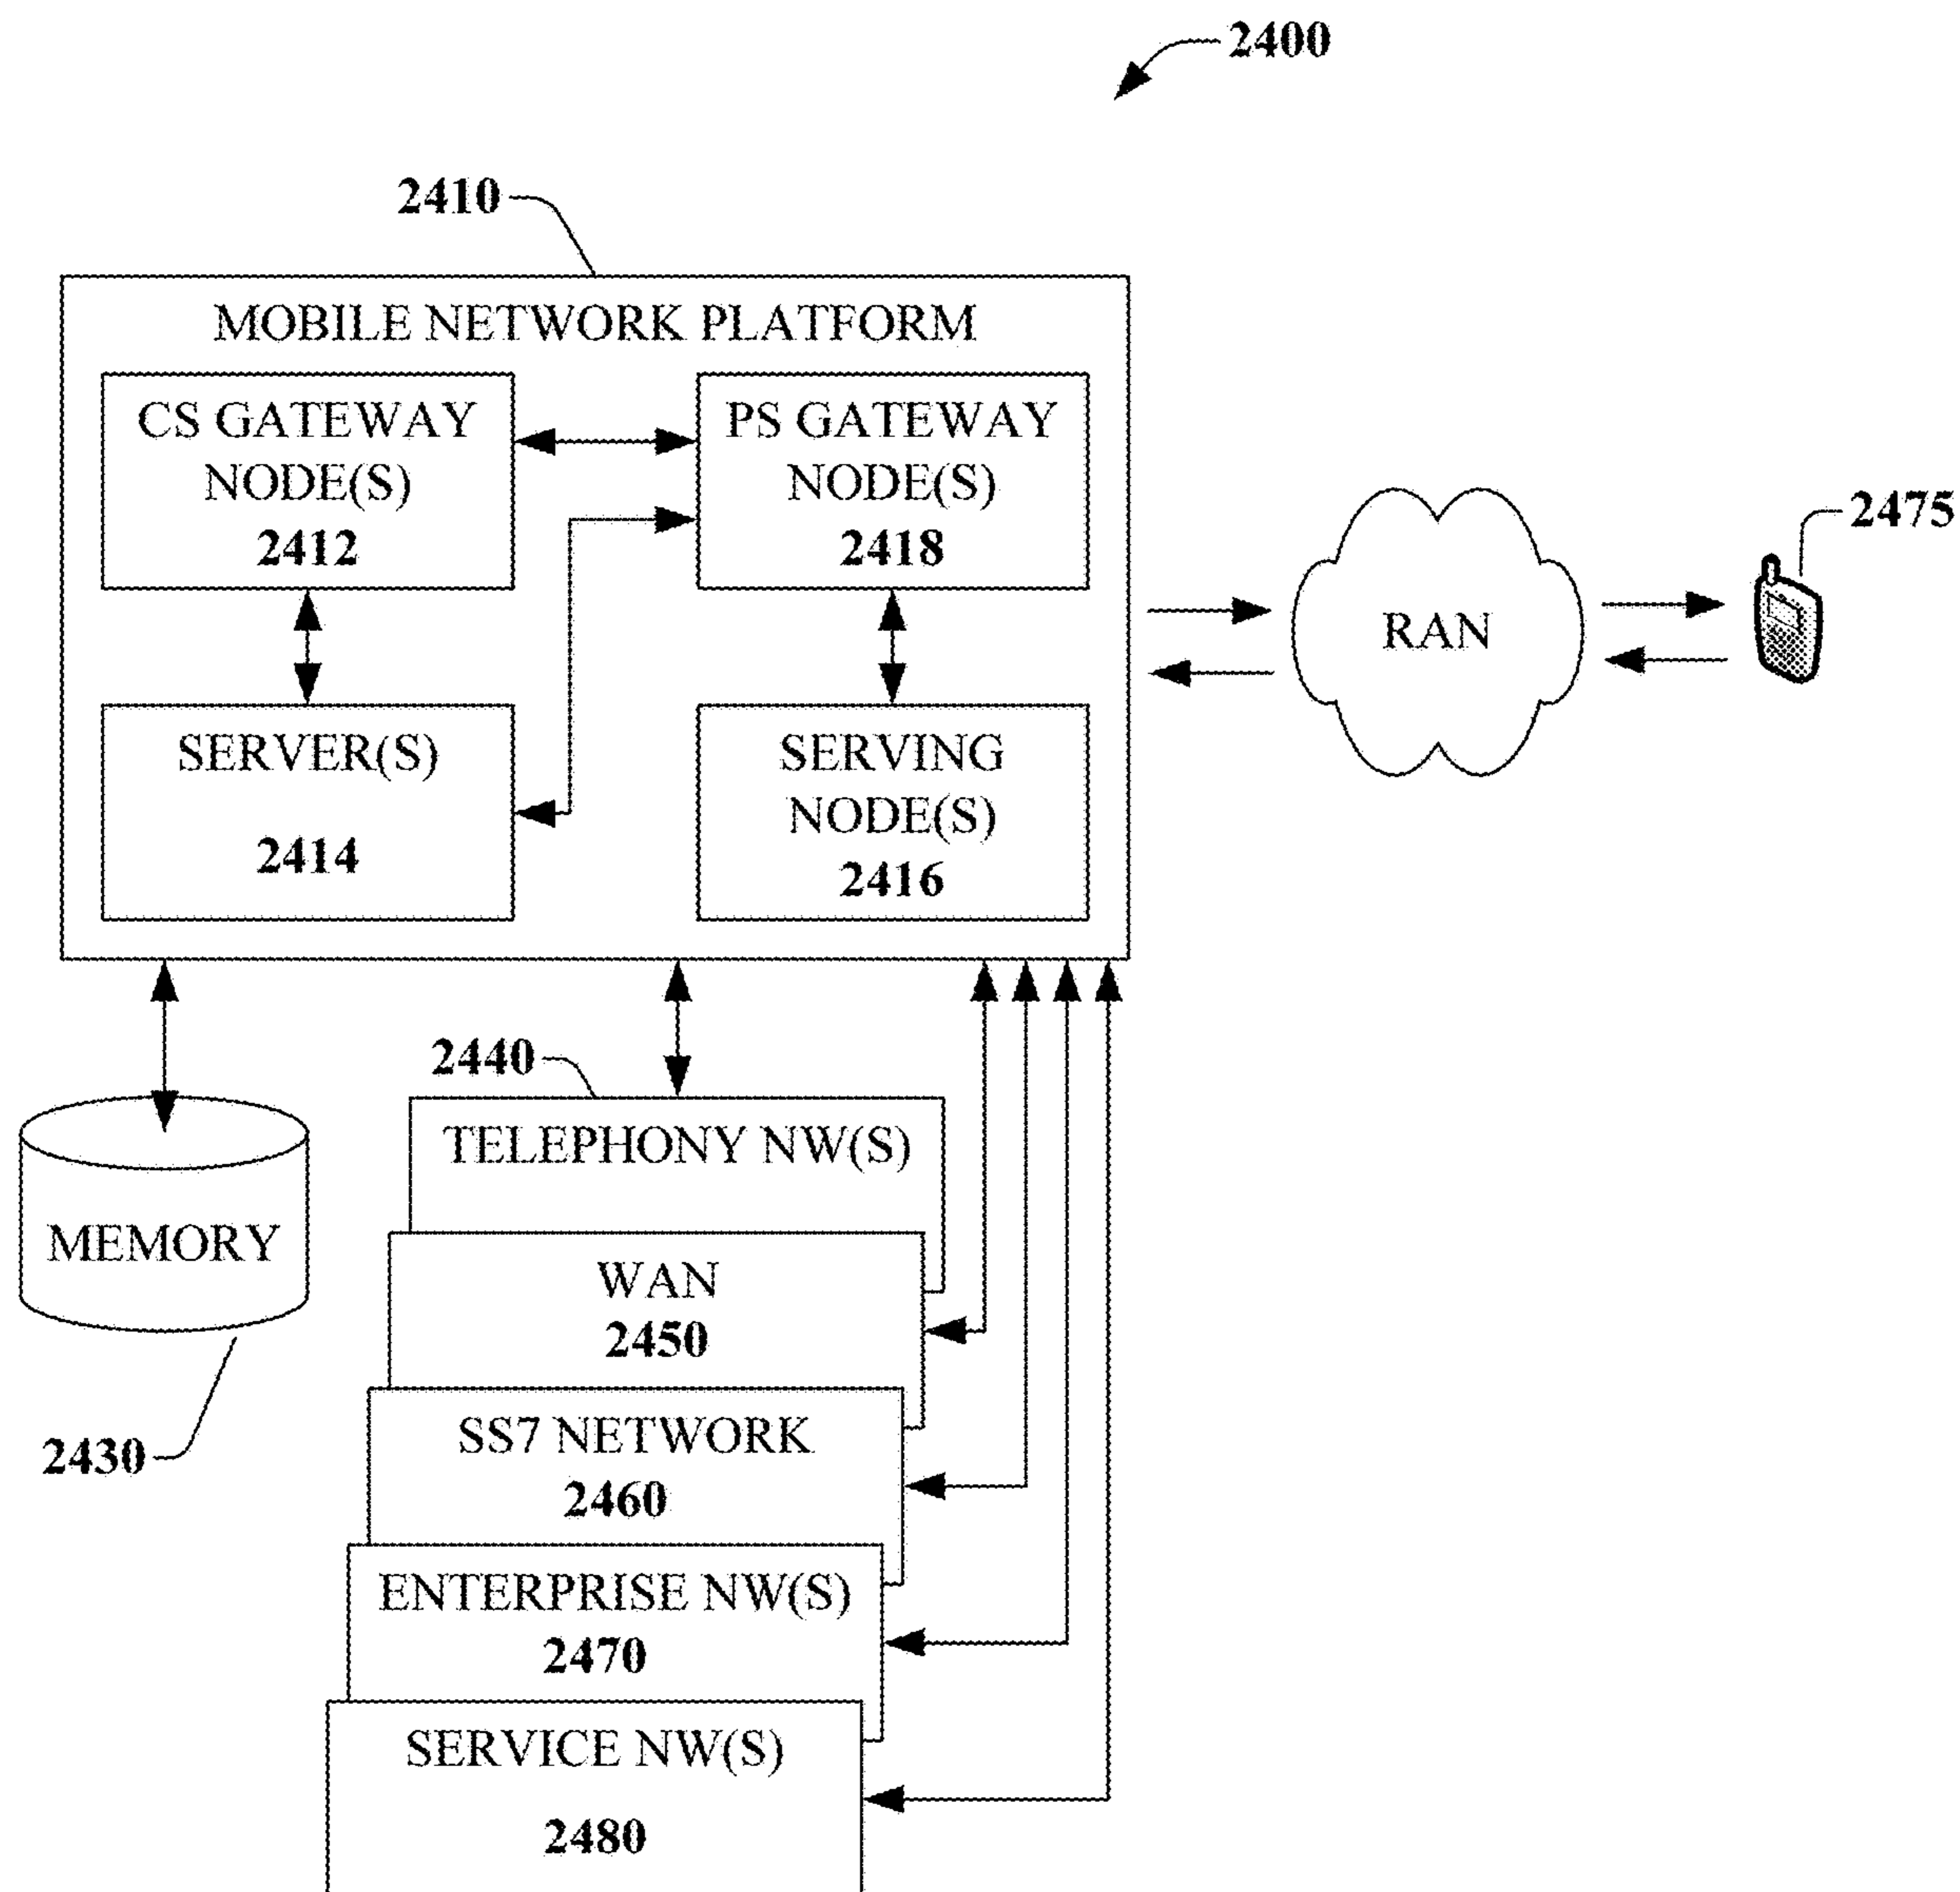 2400
2410
MOBILE NETWORK PLATFORM
CS GATEWAY
NODE(S)
2412
PS GATEWAY
NODE(S)
2418
SERVER(S)
2414
SERVING
NODE(S)
2416
RAN
2475
2440
TELEPHONY NW(S)
MEMORY
2430
WAN
2450
SS7 NETWORK
2460
ENTERPRISE NW(S)
2470
SERVICE NW(S)
2480